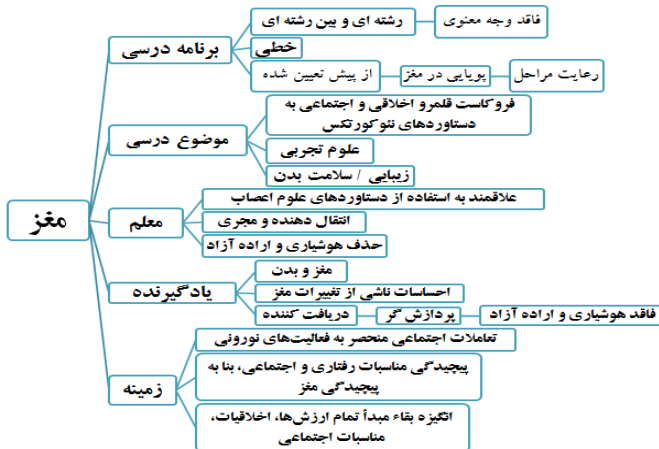 مغز
برنامه درسی
رشته ای و بین رشته ای
فاقد وجه معنوی
خطی
از پیش تعیین شده
پویایی در مغز
رعایت مراحل
موضوع درسی
فروکاست قلمرو اخلاقی و اجتماعی به
دستاوردهای نئوکورتکس
علوم تجربی
زیبایی / سلامت بدن
معلم
علاقمند به استفاده از دستاوردهای علوم اعصاب
انتقال دهنده و مجری
حذف هوشیاری و اراده آزاد
یادگیرنده
مغز و بدن
احساسات ناشی از تغییرات مغز
دریافت کننده
پردازش گر
فاقد هوشیاری و اراده آزاد
زمینه
تعاملات اجتماعی منحصر به فعالیت‌های نورونی
پیچیدگی مناسبات رفتاری و اجتماعی، بنا به
پیچیدگی مغز
انگیزه بقاء مبدأ تمام ارزش‌ها، اخلاقیات،
مناسبات اجتماعی